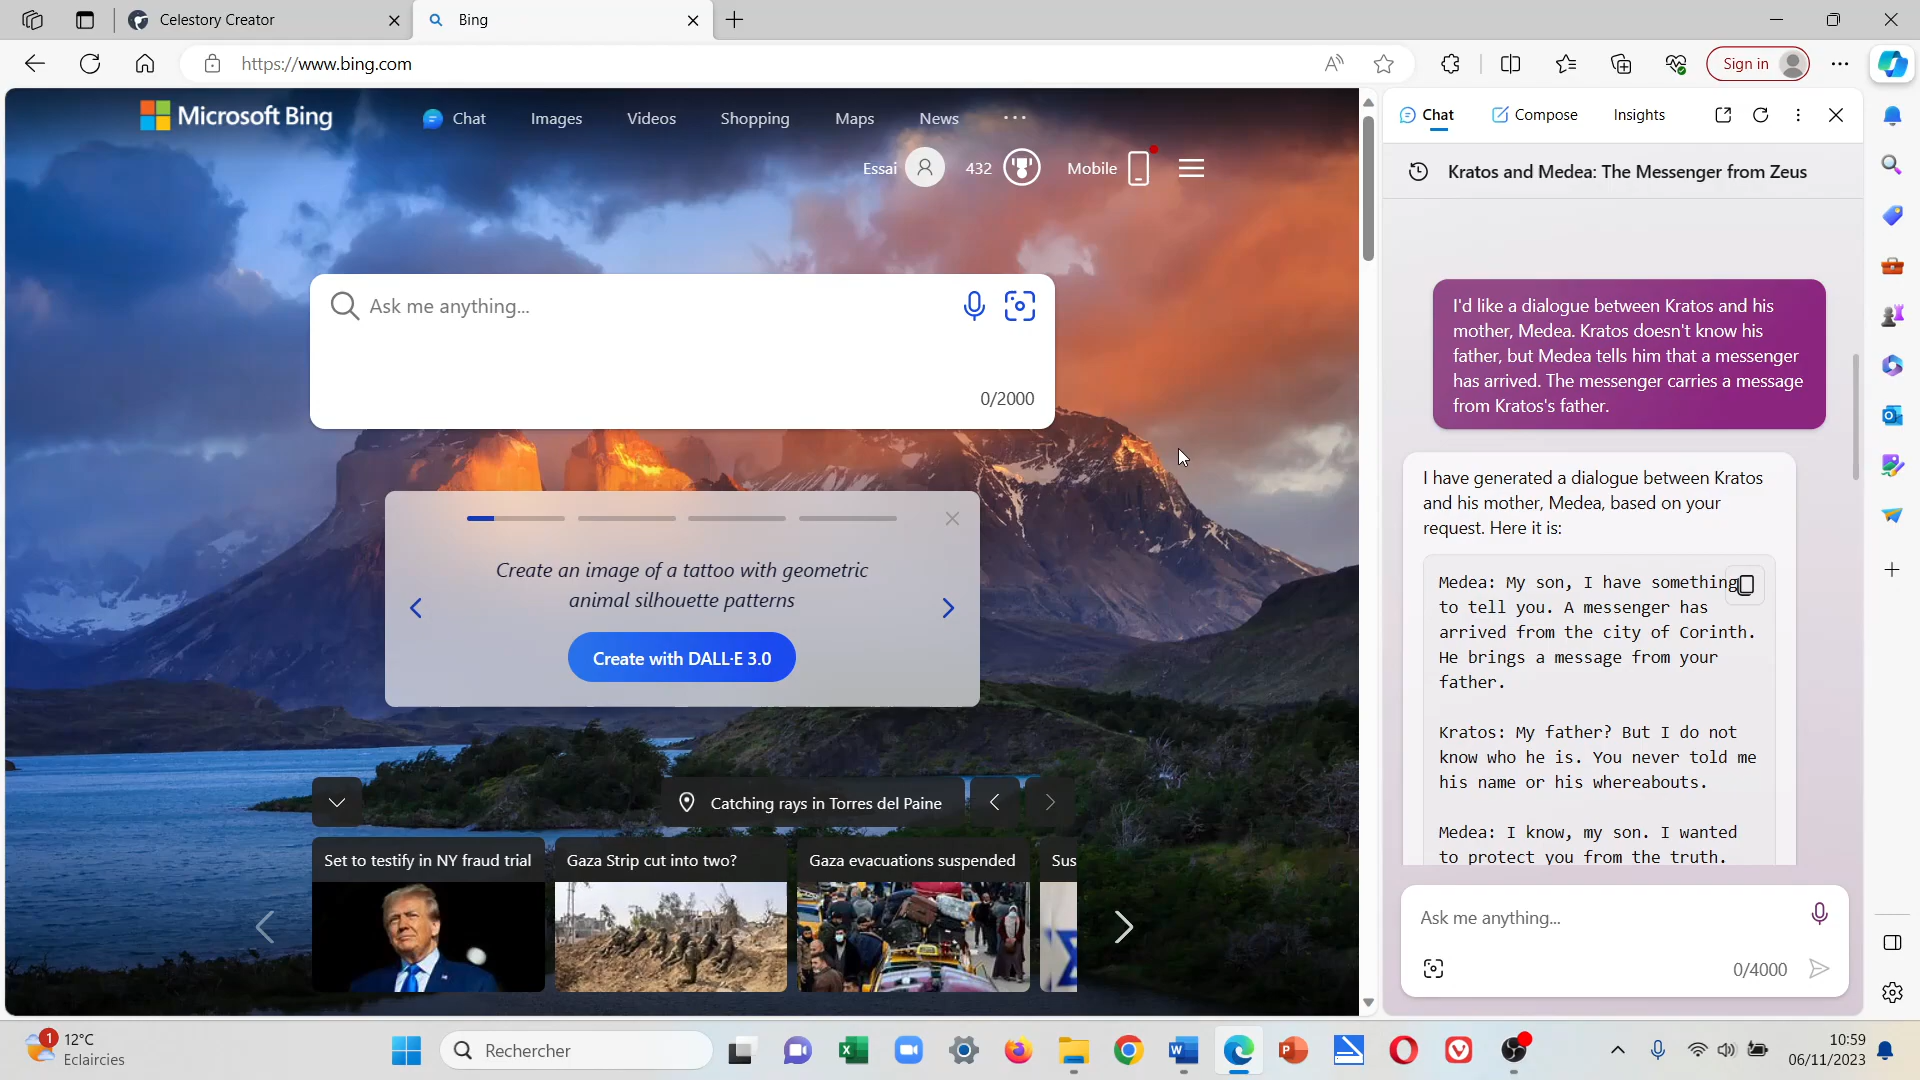 Celestory Creator
Bing
https://www.bing.com
Sign in
Microsoft Bing
Chat
Images
Videos
Shopping
Maps
News
Essai
432
Mobile
Ask me anything...
0/2000
Create an image of a tattoo with geometric
animal silhouette patterns
Create with DALL·E 3.0
Catching rays in Torres del Paine
Set to testify in NY fraud trial
Gaza Strip cut into two?
Gaza evacuations suspended
Sus
Chat
Compose
Insights
Kratos and Medea: The Messenger from Zeus
I'd like a dialogue between Kratos and his
mother, Medea. Kratos doesn't know his
father, but Medea tells him that a messenger
has arrived. The messenger carries a message
from Kratos's father.
I have generated a dialogue between Kratos
and his mother, Medea, based on your
request. Here it is:
Medea: My son, I have something
to tell you. A messenger has
arrived from the city of Corinth.
He brings a message from your
father.
Kratos: My father? But I do not
know who he is. You never told me
his name or his whereabouts.
Medea: I know, my son. I wanted
to protect you from the truth.
Ask me anything...
0/4000
1
12°C
Eclaircies
Rechercher
10:59
06/11/2023